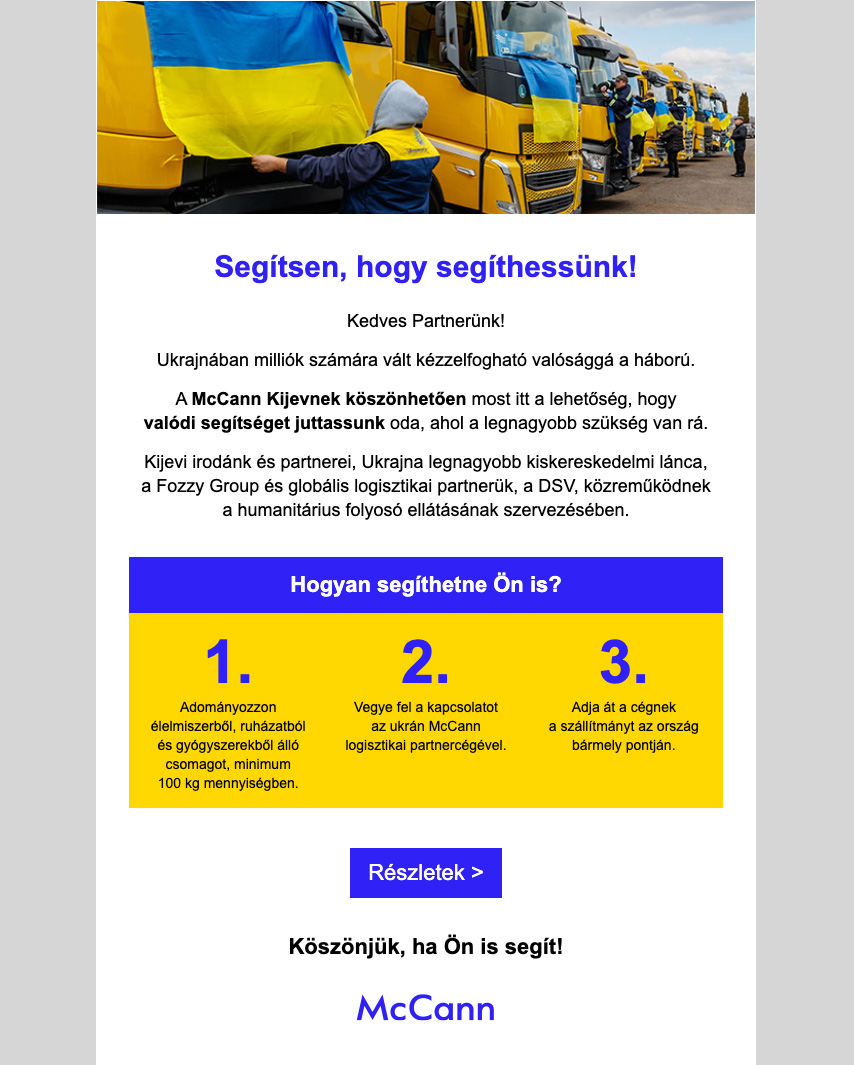 Segítsen, hogy segíthessünk!
Kedves Partnerünk!
Ukrajnában milliók számára vált kézzelfogható valósággá a háború.
A McCann Kijevnek köszönhetően most itt a lehetőség, hogy
valódi segítséget juttassunk oda, ahol a legnagyobb szükség van rá.
Kijevi irodánk és partnerei, Ukrajna legnagyobb kiskereskedelmi lánca,
a Fozzy Group és globális logisztikai partnerük, a DSV, közreműködnek
a humanitárius folyosó ellátásának szervezésében.
Hogyan segíthetne Ön is?
1.
Adományozzon
élelmiszerből, ruházatból
és gyógyszerekből álló
csomagot, minimum
100 kg mennyiségben.
2.
Vegye fel a kapcsolatot
az ukrán McCann
logisztikai partnercégével.
3.
Adja át a cégnek
a szállítmányt az ország
bármely pontján.
Részletek >
Köszönjük, ha Ön is segít!
McCann